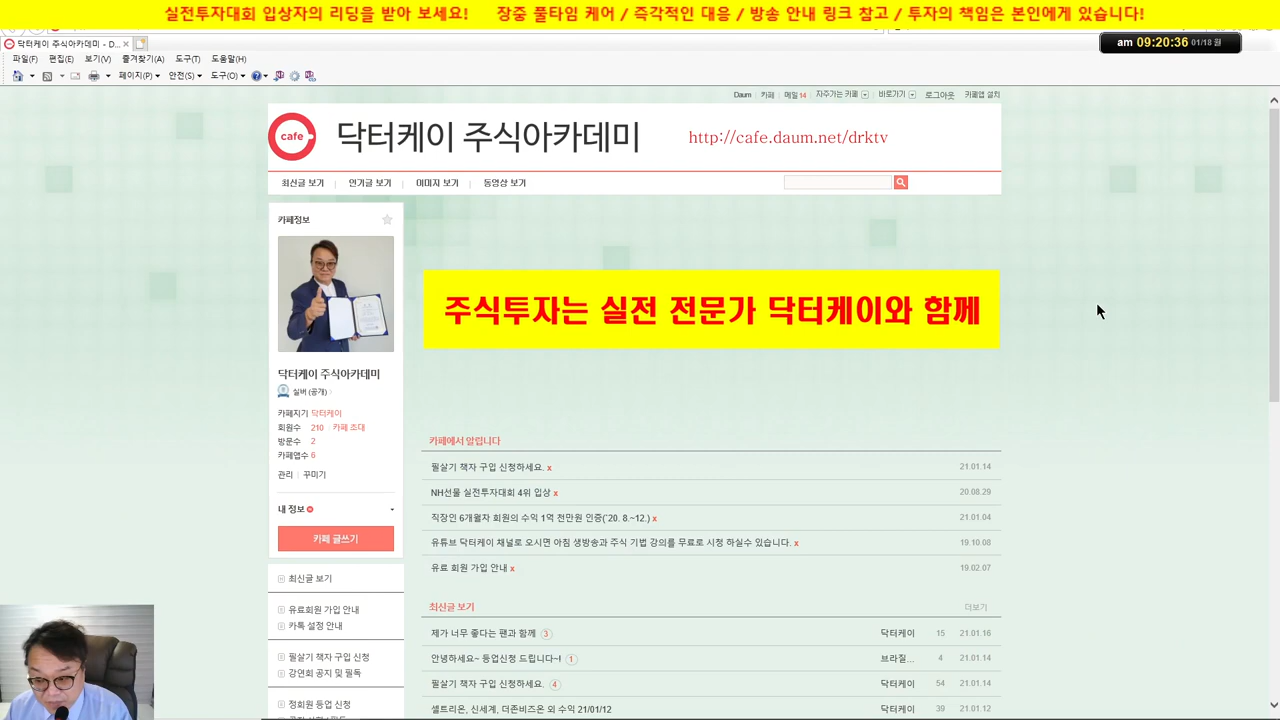 실전투자대회 입상자의 리딩을 받아 보세요! 장중 풀타임 케어 / 즉각적인 대응 / 방송 안내 링크 참고 / 투자의 책임은 본인에게 있습니다!
닥터케이 주식아카데미 - D... ×
am 09:20:36 01/18 월
파일(F) 편집(E) 보기(V) 즐겨찾기(A) 도구(T) 도움말(H)
페이지(P) 안전(S) 도구(O)
Daum 카페 메일14 자주가는 카페 바로가기 로그아웃 카페앱 설치
cafe 닥터케이 주식아카데미 http://cafe.daum.net/drktv
최신글 보기 인기글 보기 이미지 보기 동영상 보기
카페정보
주식투자는 실전 전문가 닥터케이와 함께
닥터케이 주식아카데미
실버 (공개)
카페지기 닥터케이
회원수 210 카페 초대
방문수 2
카페앱수 6
관리 꾸미기
내 정보
카페 글쓰기
최신글 보기
유료회원 가입 안내
카톡 설정 안내
필살기 책자 구입 신청
강연회 공지 및 필독
정회원 등업 신청
카페에서 알립니다
필살기 책자 구입 신청하세요. x 21.01.14
NH선물 실전투자대회 4위 입상 x 20.08.29
직장인 6개월차 회원의 수익 1억 천만원 인증(`20. 8.~12.) x 21.01.04
유튜브 닥터케이 채널로 오시면 아침 생방송과 주식 기법 강의를 무료로 시청 하실수 있습니다. x 19.10.08
유료 회원 가입 안내 x 19.02.07
최신글 보기 더보기
제가 너무 좋다는 팬과 함께 3 닥터케이 15 21.01.16
안녕하세요~ 등업신청 드립니다~! 1 브라질... 4 21.01.14
필살기 책자 구입 신청하세요. 4 닥터케이 54 21.01.14
셀트리온, 신세계, 더존비즈온 외 수익 21/01/12 닥터케이 39 21.01.12